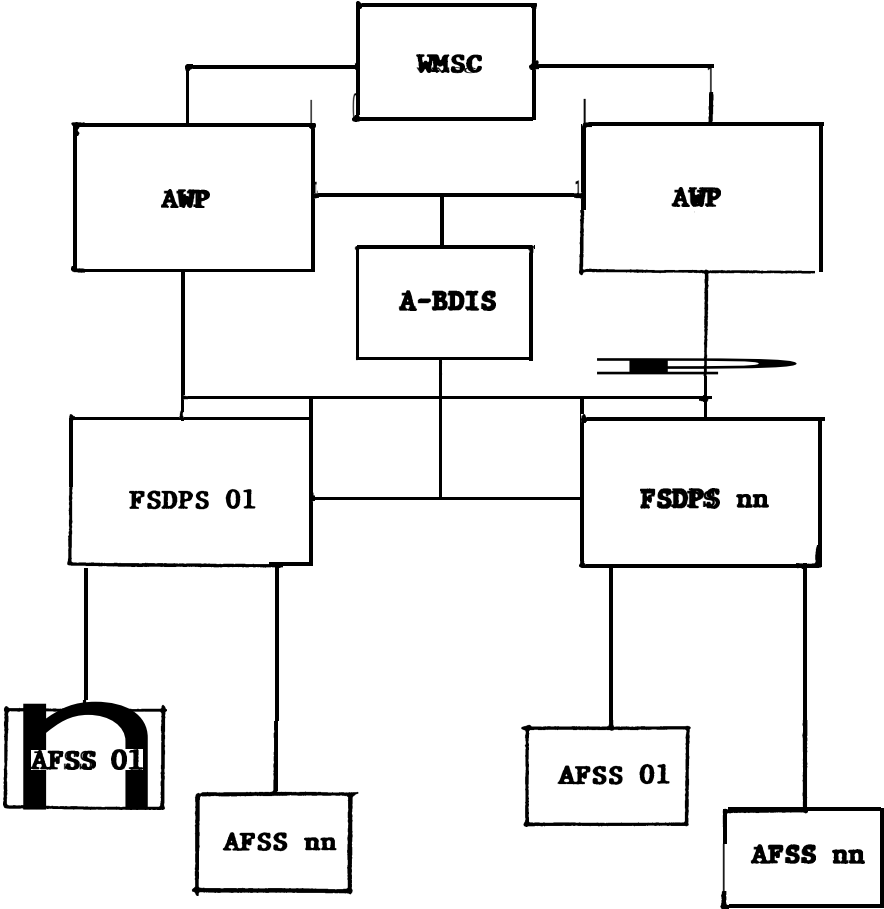 WMSC
AWP
AWP
A-BDIS
FSDPS 01
FSDPS nn
AFSS 01
AFSS 01
AFSS nn
AFSS nn